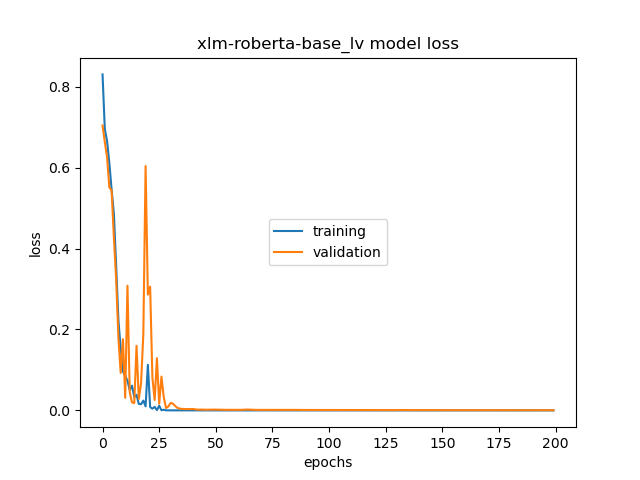 xlm-roberta-base_lv model loss
0.8
0.6
0.4
0.2
0.0
loss
training
validation
0 25 50 75 100 125 150 175 200
epochs